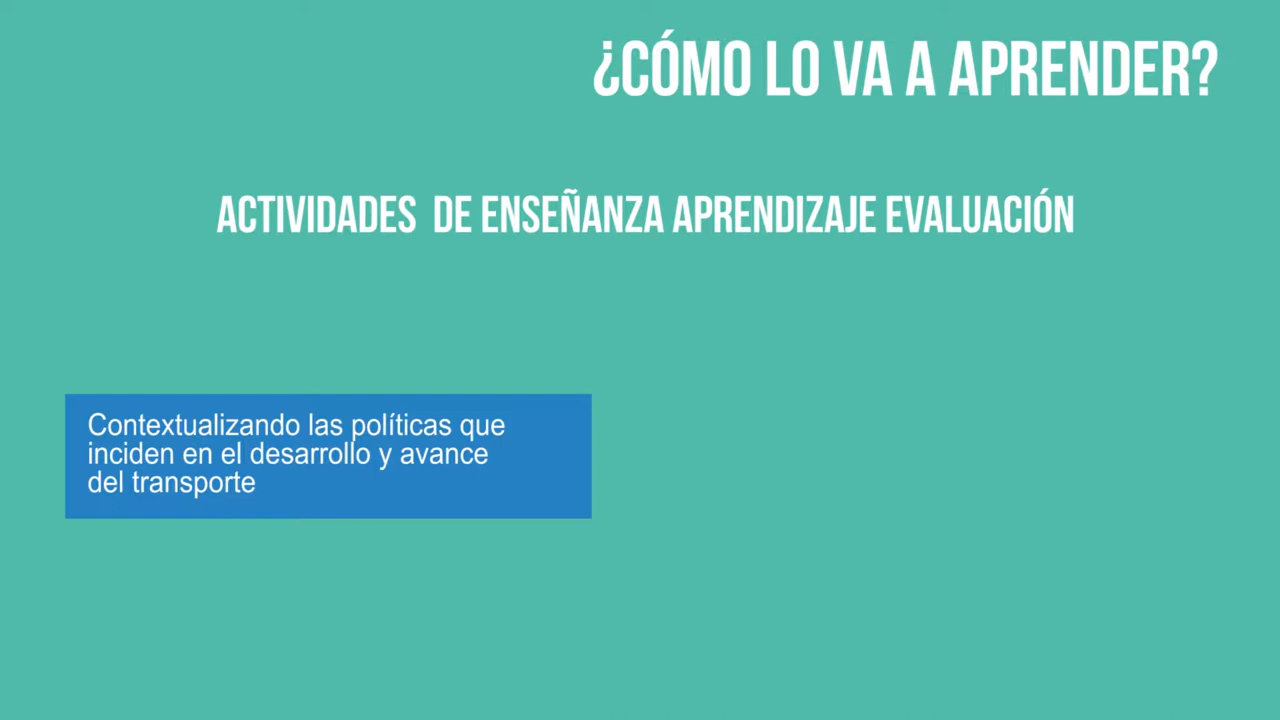 ¿CÓMO LO VA A APRENDER?
ACTIVIDADES DE ENSEÑANZA APRENDIZAJE EVALUACIÓN
Contextualizando las políticas que
inciden en el desarrollo y avance
del transporte